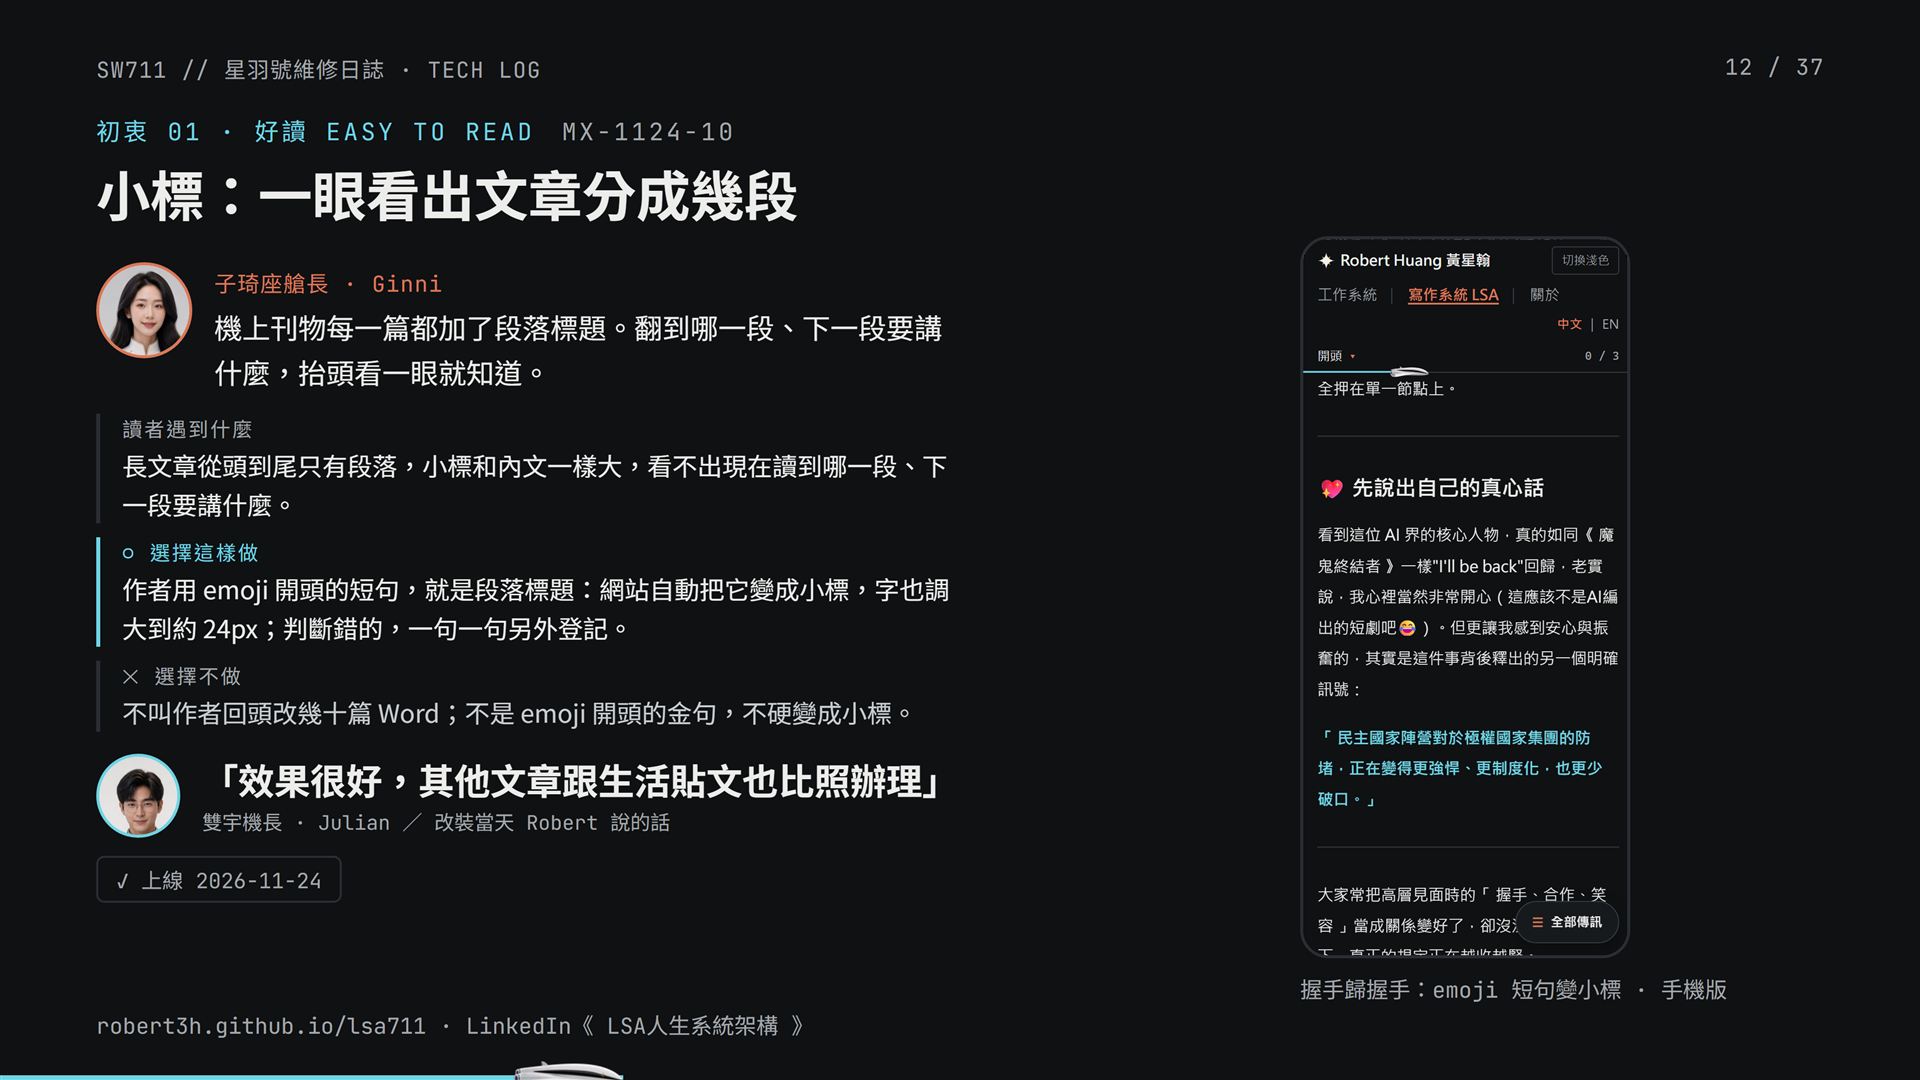 SW711 // 星羽號維修日誌 · TECH LOG
12 / 37
初衷 01 · 好讀 EASY TO READ MX-1124-10
小標：一眼看出文章分成幾段
子琦座艙長 · Ginni
機上刊物每一篇都加了段落標題。翻到哪一段、下一段要講
什麼，抬頭看一眼就知道。
讀者遇到什麼
長文章從頭到尾只有段落，小標和內文一樣大，看不出現在讀到哪一段、下
一段要講什麼。
○ 選擇這樣做
作者用 emoji 開頭的短句，就是段落標題：網站自動把它變成小標，字也調
大到約 24px；判斷錯的，一句一句另外登記。
✕ 選擇不做
不叫作者回頭改幾十篇 Word；不是 emoji 開頭的金句，不硬變成小標。
「效果很好，其他文章跟生活貼文也比照辦理」
雙宇機長 · Julian ／ 改裝當天 Robert 說的話
✓ 上線 2026-11-24
robert3h.github.io/lsa711 · LinkedIn《 LSA人生系統架構 》
✦ Robert Huang 黃星翰
切換淺色
工作系統 | 寫作系統 LSA | 關於
中文 | EN
開頭 ▾
0 / 3
全押在單一節點上。
💖 先說出自己的真心話
看到這位 AI 界的核心人物，真的如同《 魔
鬼終結者 》一樣"I'll be back"回歸，老實
說，我心裡當然非常開心（這應該不是AI編
出的短劇吧😂）。但更讓我感到安心與振
奮的，其實是這件事背後釋出的另一個明確
訊號：
「 民主國家陣營對於極權國家集團的防
堵，正在變得更強悍、更制度化，也更少
破口。」
大家常把高層見面時的「 握手、合作、笑
容 」當成關係變好了，卻沒
☰ 全部傳訊
握手歸握手：emoji 短句變小標 · 手機版